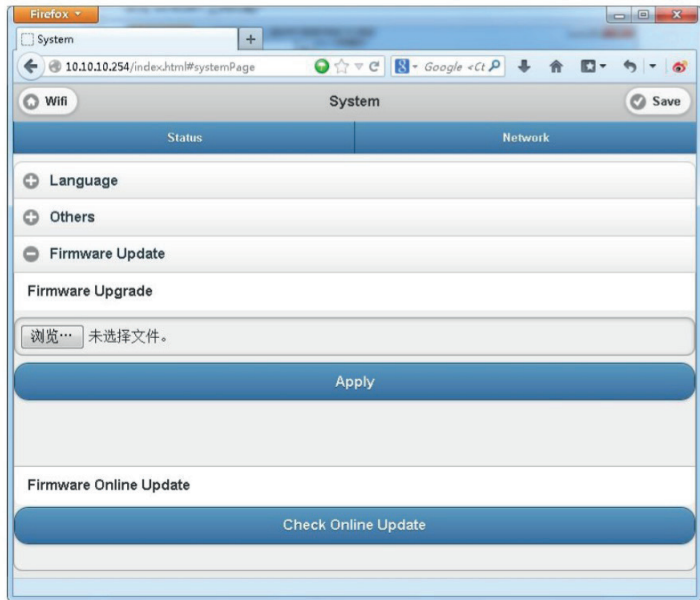 Firefox
System
10.10.10.254/index.html#systemPage
Google <Ct
Wifi
System
Save
Status
Network
Language
Others
Firmware Update
Firmware Upgrade
浏览… 未选择文件。
Apply
Firmware Online Update
Check Online Update